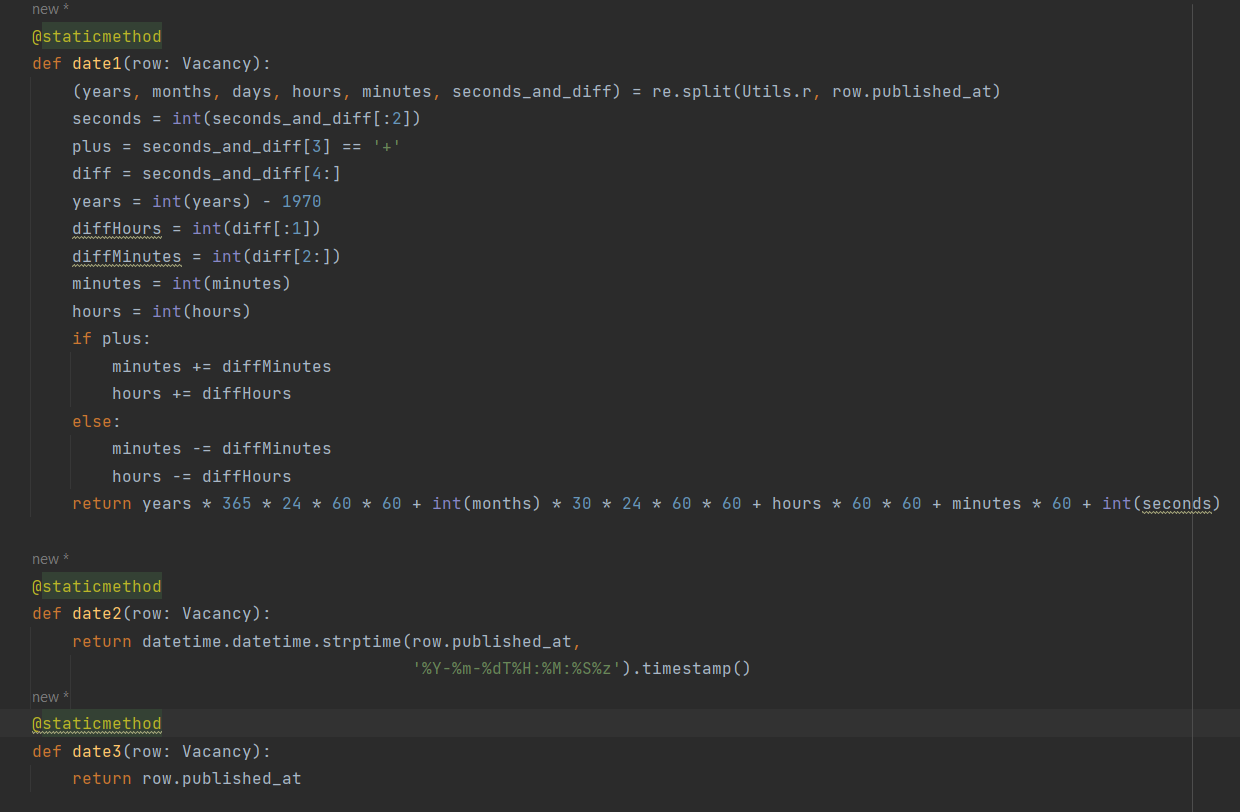 new *
@staticmethod
def date1(row: Vacancy):
    (years, months, days, hours, minutes, seconds_and_diff) = re.split(Utils.r, row.published_at)
    seconds = int(seconds_and_diff[:2])
    plus = seconds_and_diff[3] == '+'
    diff = seconds_and_diff[4:]
    years = int(years) - 1970
    diffHours = int(diff[:1])
    diffMinutes = int(diff[2:])
    minutes = int(minutes)
    hours = int(hours)
    if plus:
        minutes += diffMinutes
        hours += diffHours
    else:
        minutes -= diffMinutes
        hours -= diffHours
    return years * 365 * 24 * 60 * 60 + int(months) * 30 * 24 * 60 * 60 + hours * 60 * 60 + minutes * 60 + int(seconds)
new *
@staticmethod
def date2(row: Vacancy):
    return datetime.datetime.strptime(row.published_at,
                                      '%Y-%m-%dT%H:%M:%S%z').timestamp()
new *
@staticmethod
def date3(row: Vacancy):
    return row.published_at